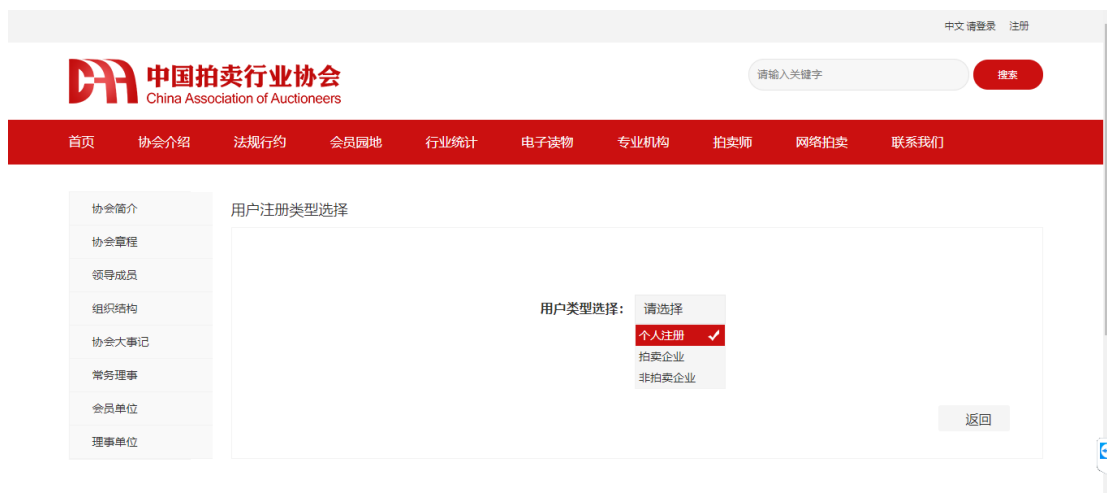 中文 请登录 注册
中国拍卖行业协会
China Association of Auctioneers
请输入关键字
搜索
首页 协会介绍 法规行约 会员园地 行业统计 电子读物 专业机构 拍卖师 网络拍卖 联系我们
协会简介
协会章程
领导成员
组织结构
协会大事记
常务理事
会员单位
理事单位
用户注册类型选择
用户类型选择： 请选择
个人注册
拍卖企业
非拍卖企业
返回